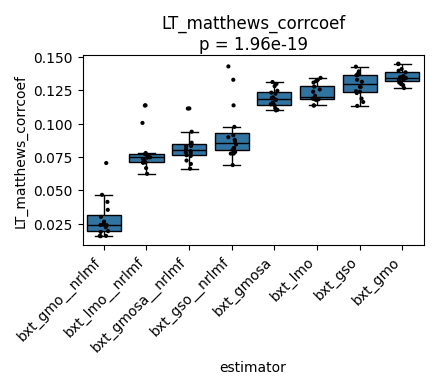 LT_matthews_corrcoef
p = 1.96e-19
LT_matthews_corrcoef
0.150
0.125
0.100
0.075
0.050
0.025
bxt_gmo__nrlmf
bxt_lmo__nrlmf
bxt_gmosa__nrlmf
bxt_gso__nrlmf
bxt_gmosa
bxt_lmo
bxt_gso
bxt_gmo
estimator